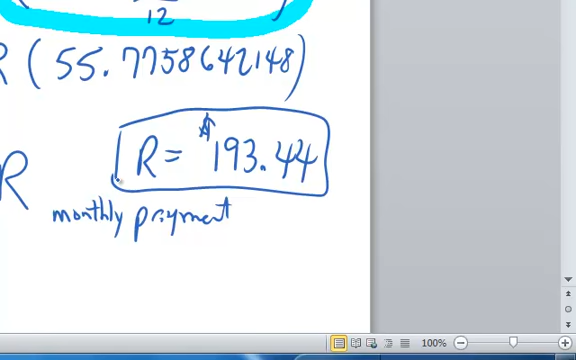 12
R ( 55.7758642148)
R R = $193.44
monthly payment
100%